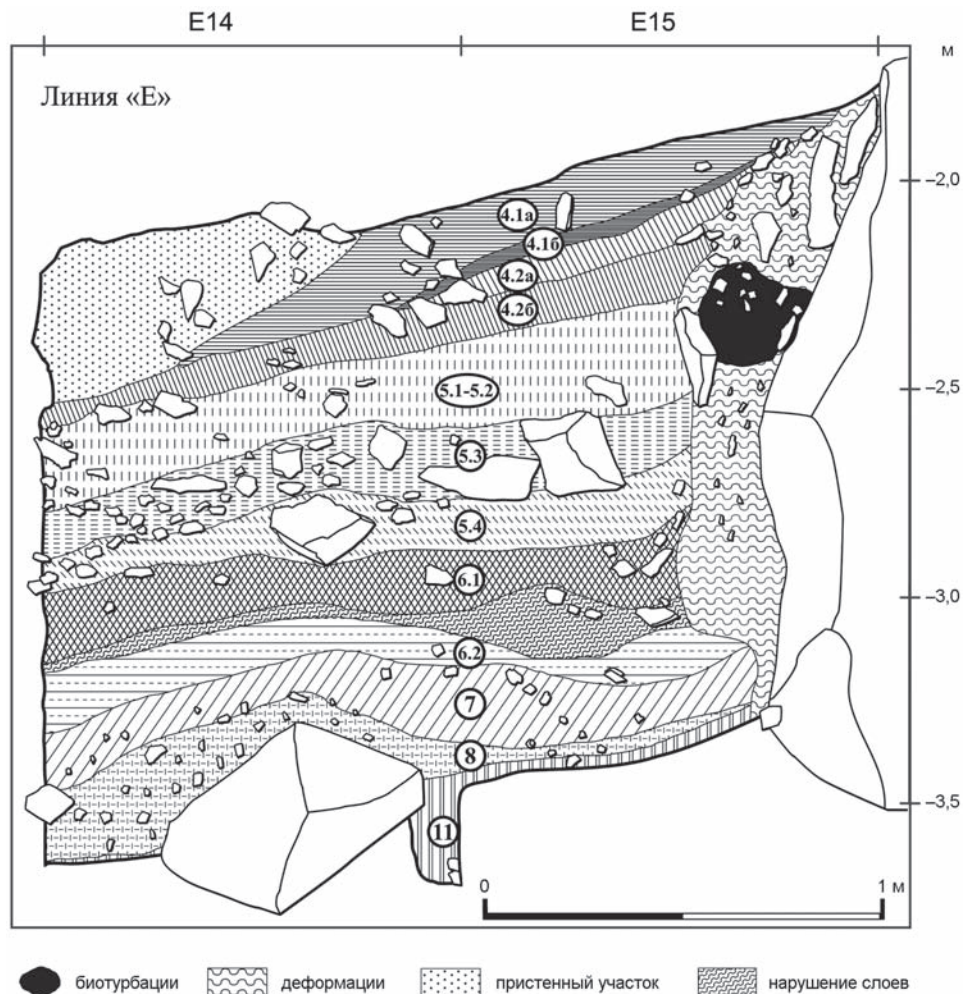 E14 E15
м
Линия «Е»
–2,0
4.1а
4.1б
4.2а
4.2б
5.1-5.2
–2,5
5.3
5.4
6.1
–3,0
6.2
7
8
–3,5
11
0 1 м
биотурбации деформации пристенный участок нарушение слоев